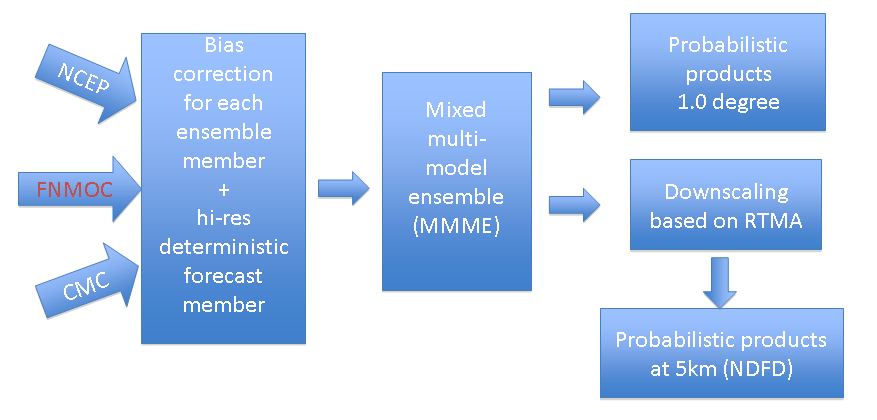 NCEP
FNMOC
CMC
Bias
correction
for each
ensemble
member
+
hi-res
deterministic
forecast
member
Mixed
multi-
model
ensemble
(MMME)
Probabilistic
products
1.0 degree
Downscaling
based on RTMA
Probabilistic products
at 5km (NDFD)